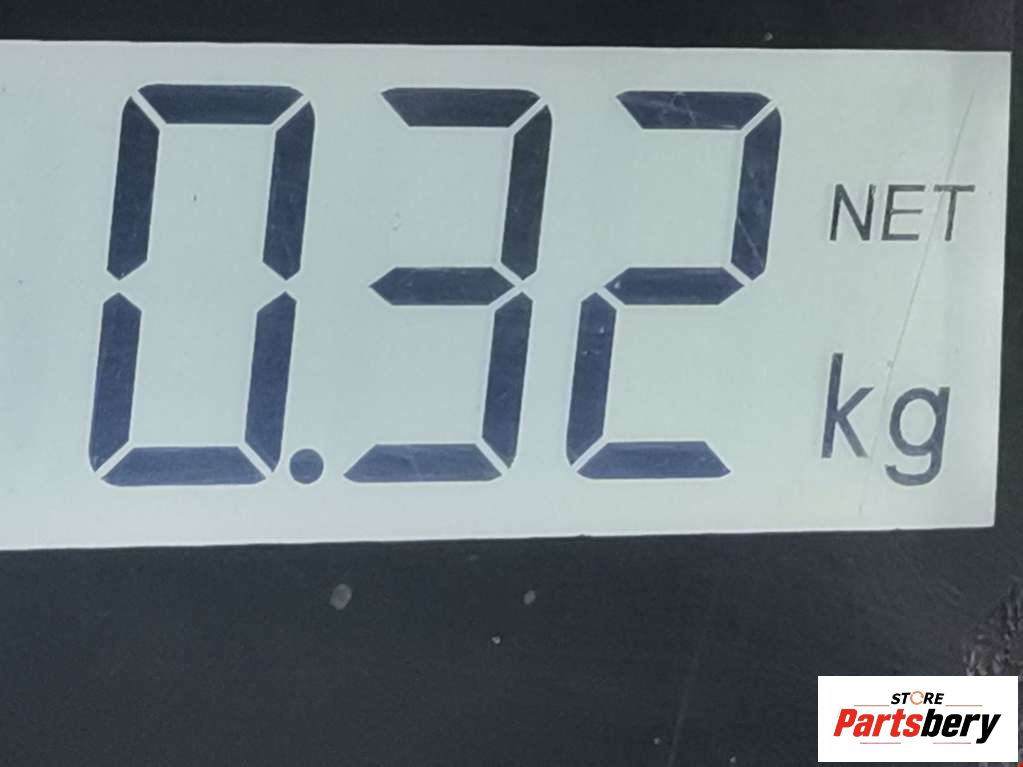 0.32
NET
kg
STORE
Partsbery